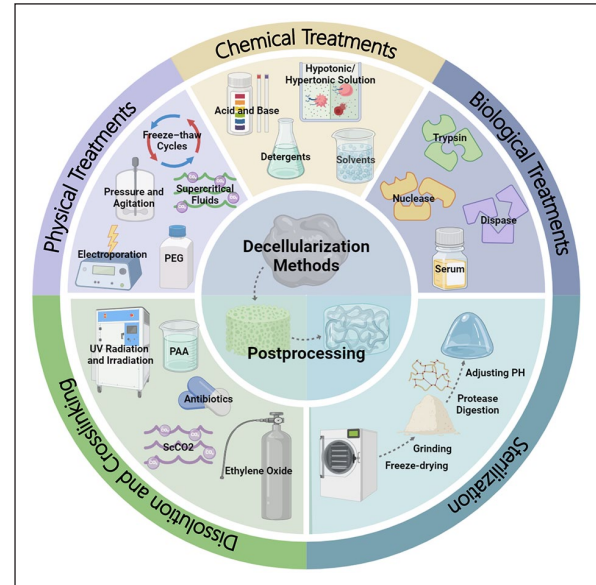 Chemical Treatments
Hypotonic/
Hypertonic Solution
Acid and Base
Detergents
Solvents
Biological Treatments
Trypsin
Nuclease
Dispase
Serum
Physical Treatments
Freeze–thaw
Cycles
Pressure and
Agitation
Supercritical
Fluids
Electroporation
PEG
Decellularization
Methods
Postprocessing
Dissolution and Crosslinking
UV Radiation
and Irradiation
PAA
Antibiotics
ScCO2
Ethylene Oxide
Sterilization
Adjusting PH
Protease
Digestion
Grinding
Freeze-drying